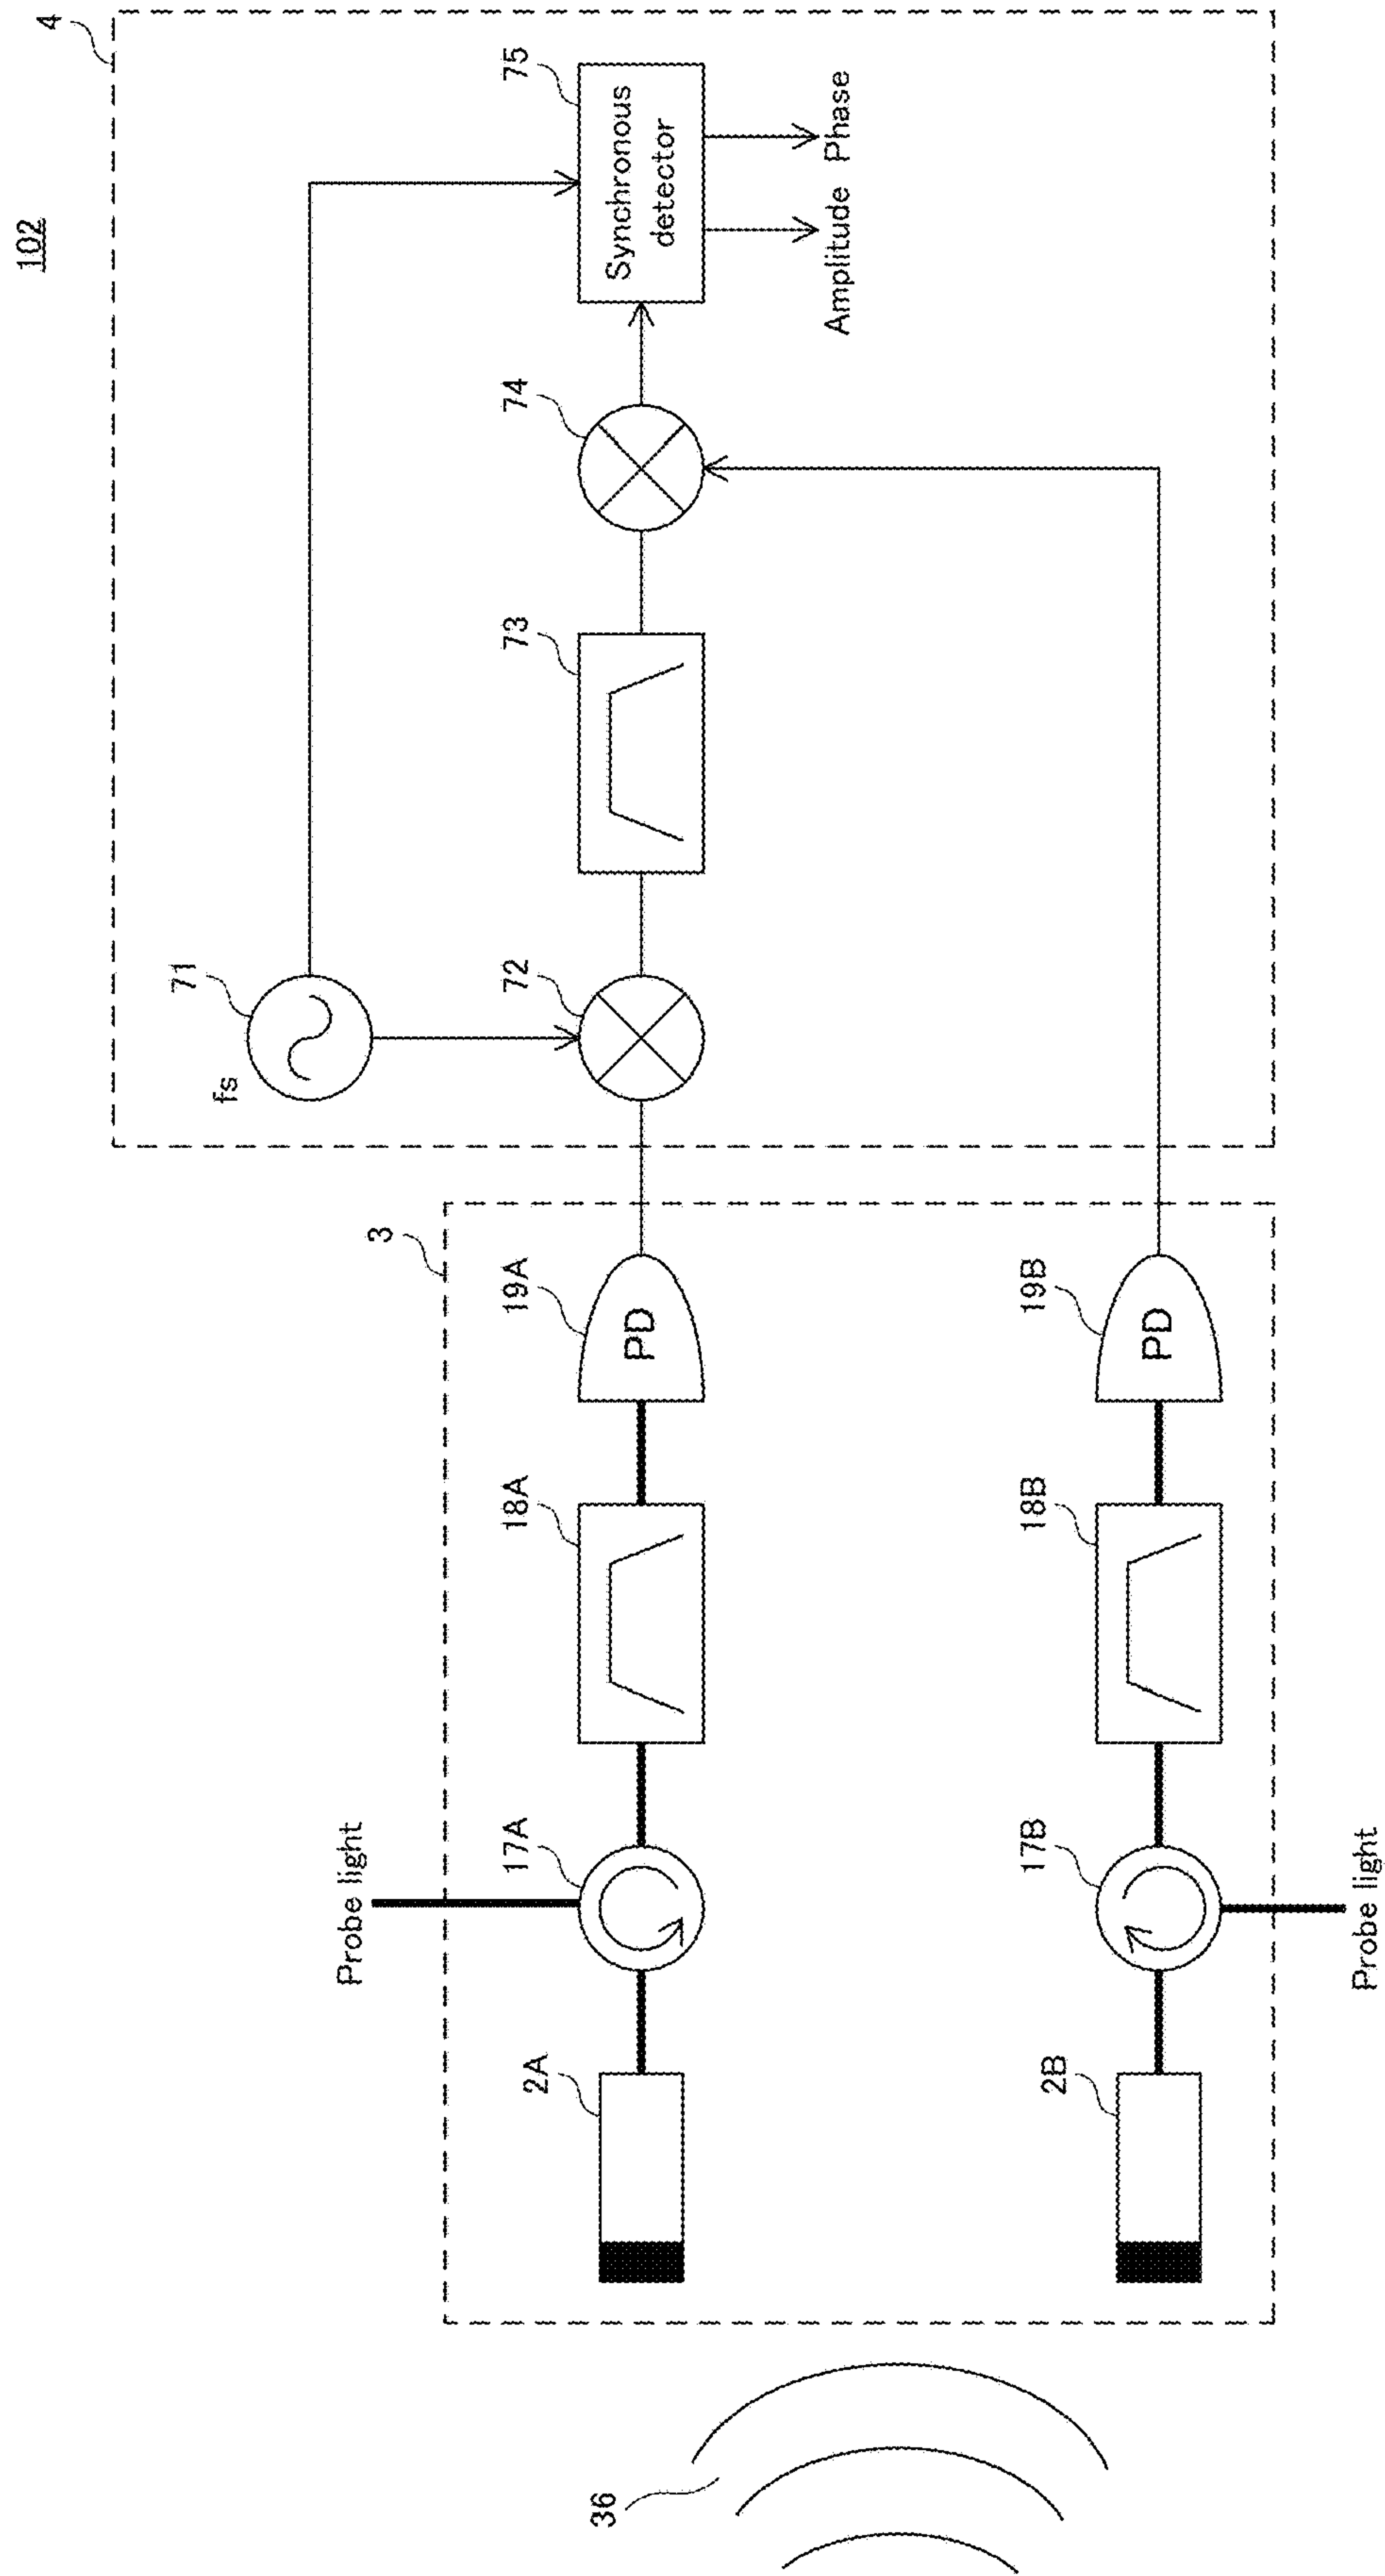 102
4
fs
71
72
73
74
75
Synchronous
detector
Amplitude
Phase
3
Probe light
2A
17A
18A
19A
PD
36
2B
17B
18B
19B
PD
Probe light